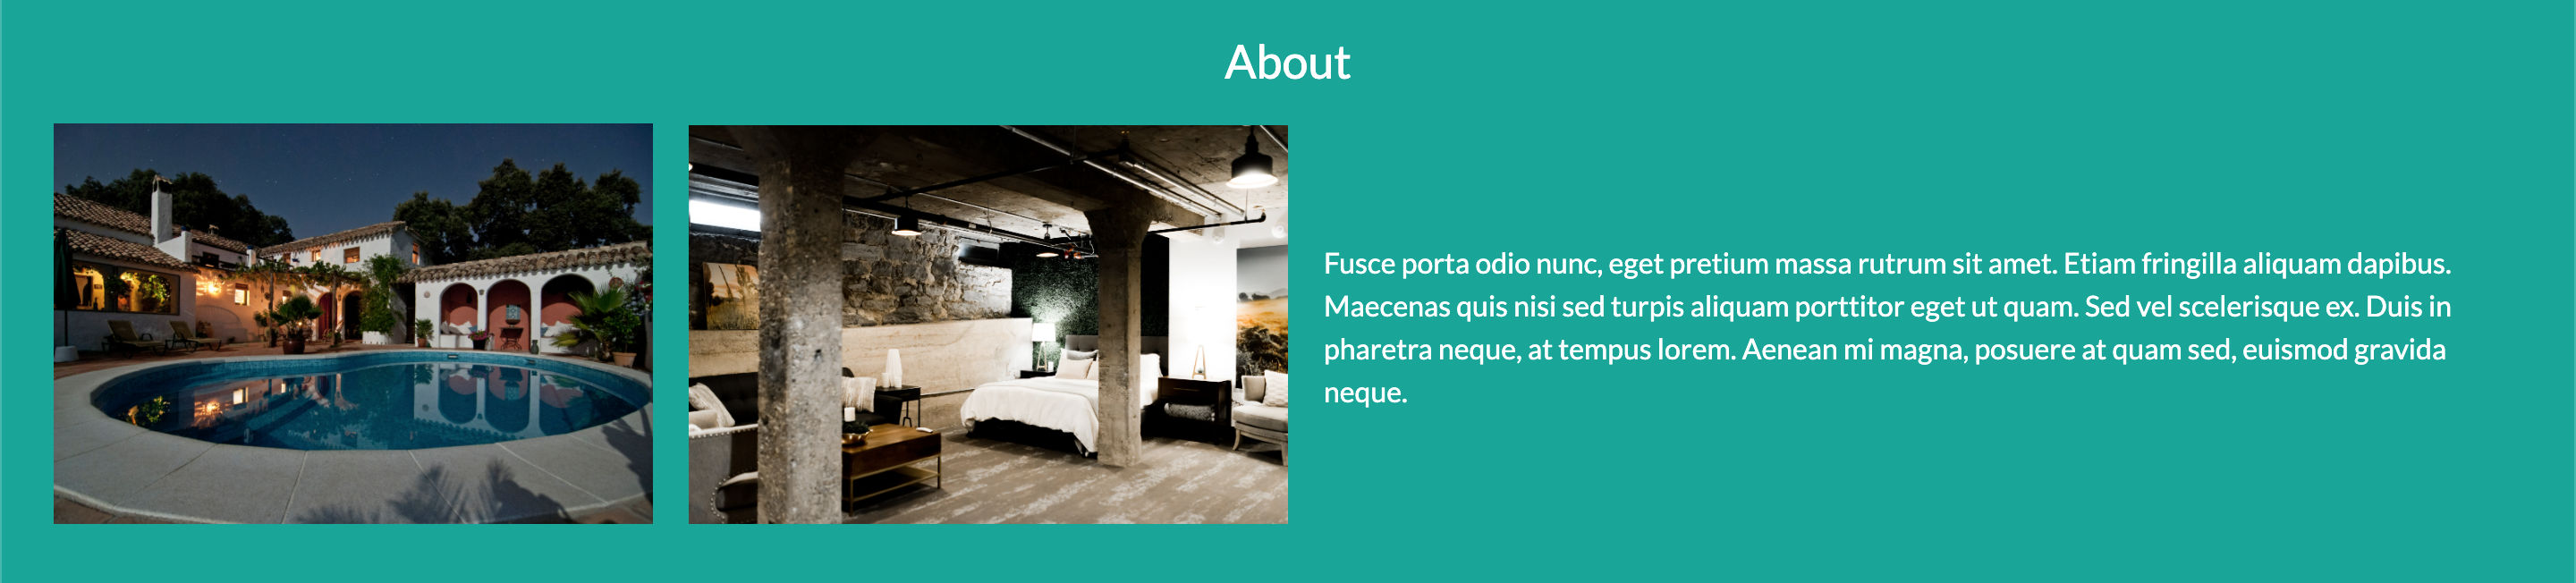 About
Fusce porta odio nunc, eget pretium massa rutrum sit amet. Etiam fringilla aliquam dapibus.
Maecenas quis nisi sed turpis aliquam porttitor eget ut quam. Sed vel scelerisque ex. Duis in
pharetra neque, at tempus lorem. Aenean mi magna, posuere at quam sed, euismod gravida
neque.